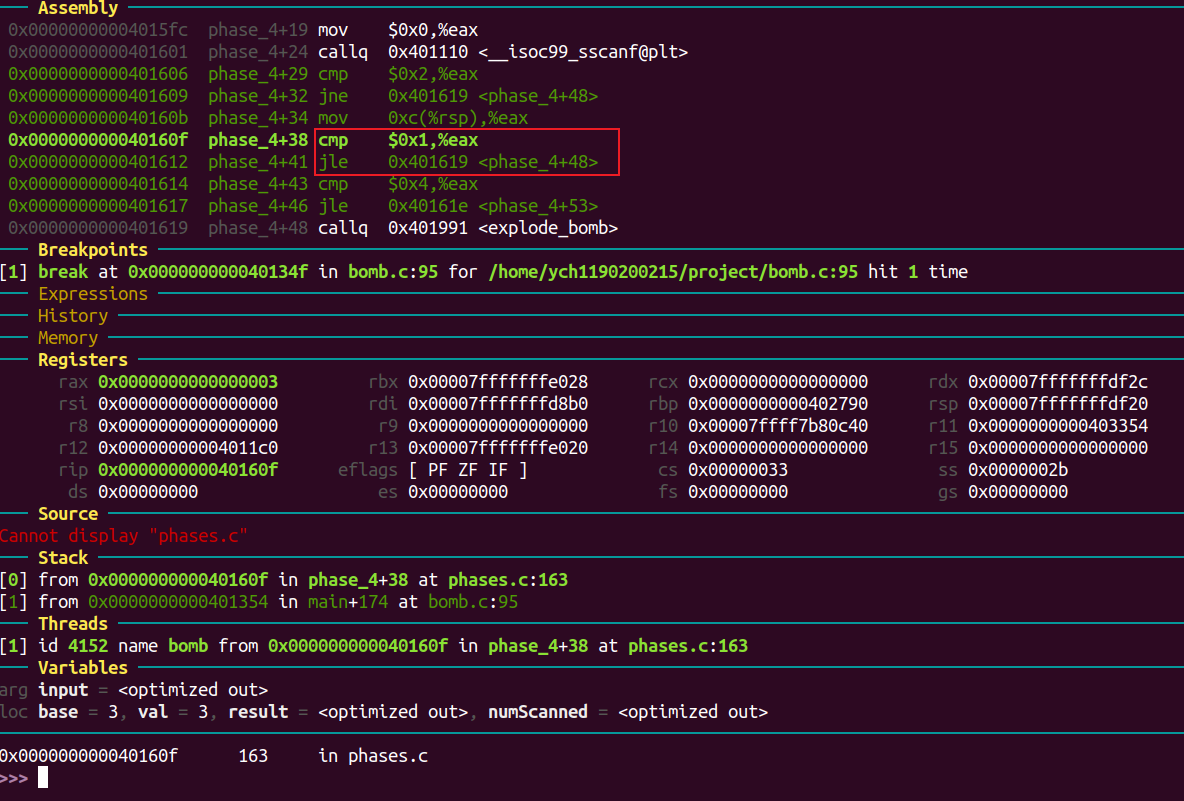 Assembly
0x00000000004015fc phase_4+19 mov $0x0,%eax
0x0000000000401601 phase_4+24 callq 0x401110 <__isoc99_sscanf@plt>
0x0000000000401606 phase_4+29 cmp $0x2,%eax
0x0000000000401609 phase_4+32 jne 0x401619 <phase_4+48>
0x000000000040160b phase_4+34 mov 0xc(%rsp),%eax
0x000000000040160f phase_4+38 cmp $0x1,%eax
0x0000000000401612 phase_4+41 jle 0x401619 <phase_4+48>
0x0000000000401614 phase_4+43 cmp $0x4,%eax
0x0000000000401617 phase_4+46 jle 0x40161e <phase_4+53>
0x0000000000401619 phase_4+48 callq 0x401991 <explode_bomb>
Breakpoints
[1] break at 0x000000000040134f in bomb.c:95 for /home/ych1190200215/project/bomb.c:95 hit 1 time
Expressions
History
Memory
Registers
rax 0x0000000000000003 rbx 0x00007fffffffe028 rcx 0x0000000000000000 rdx 0x00007fffffffdf2c
rsi 0x0000000000000000 rdi 0x00007fffffffd8b0 rbp 0x0000000000402790 rsp 0x00007fffffffdf20
r8 0x0000000000000000 r9 0x0000000000000000 r10 0x00007ffff7b80c40 r11 0x0000000000403354
r12 0x00000000004011c0 r13 0x00007fffffffe020 r14 0x0000000000000000 r15 0x0000000000000000
rip 0x000000000040160f eflags [ PF ZF IF ] cs 0x00000033 ss 0x0000002b
ds 0x00000000 es 0x00000000 fs 0x00000000 gs 0x00000000
Source
Cannot display "phases.c"
Stack
[0] from 0x000000000040160f in phase_4+38 at phases.c:163
[1] from 0x0000000000401354 in main+174 at bomb.c:95
Threads
[1] id 4152 name bomb from 0x000000000040160f in phase_4+38 at phases.c:163
Variables
arg input = <optimized out>
loc base = 3, val = 3, result = <optimized out>, numScanned = <optimized out>
0x000000000040160f 163 in phases.c
>>>